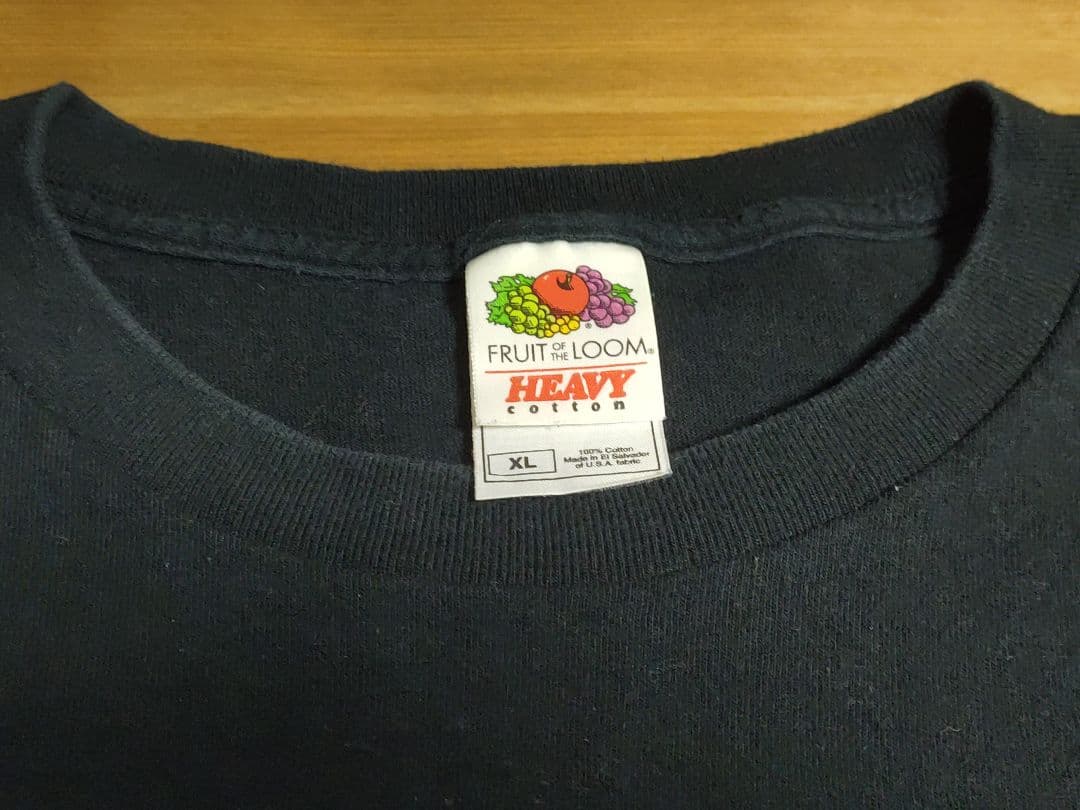 ®
FRUIT OF THE LOOM®
HEAVY
cotton
XL
100% Cotton
Made in El Salvador
of U.S.A. fabric